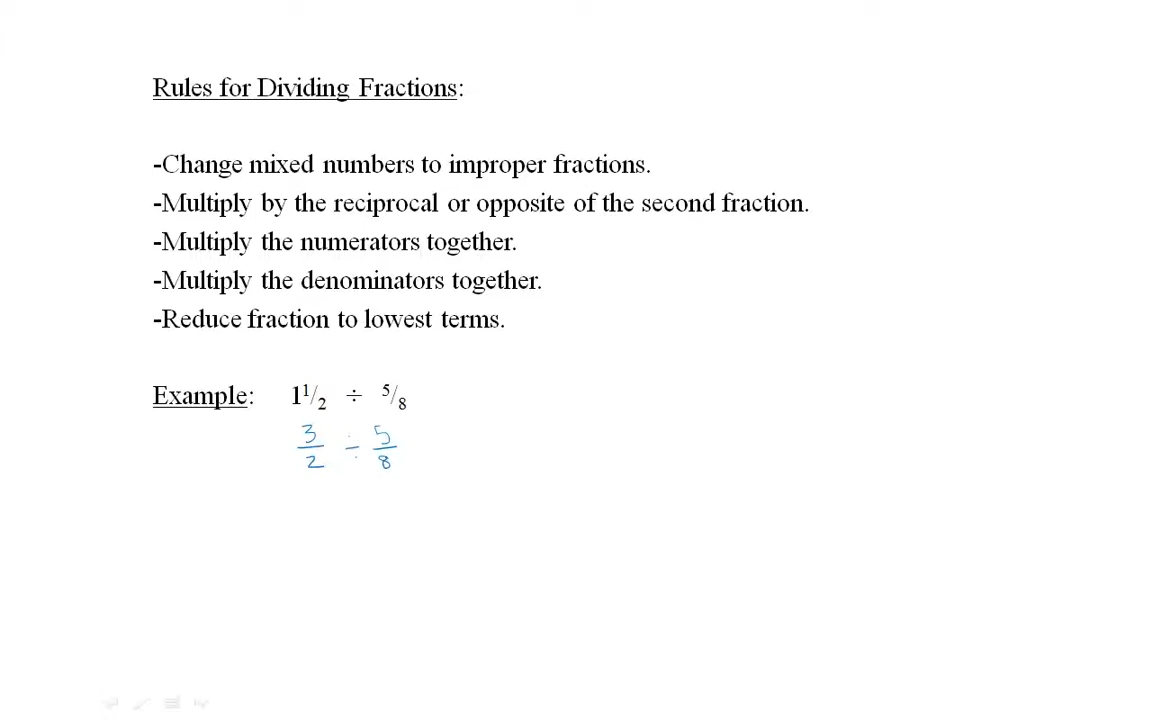 Rules for Dividing Fractions:
-Change mixed numbers to improper fractions.
-Multiply by the reciprocal or opposite of the second fraction.
-Multiply the numerators together.
-Multiply the denominators together.
-Reduce fraction to lowest terms.
Example: 1 1/2 ÷ 5/8
3/2 ÷ 5/8